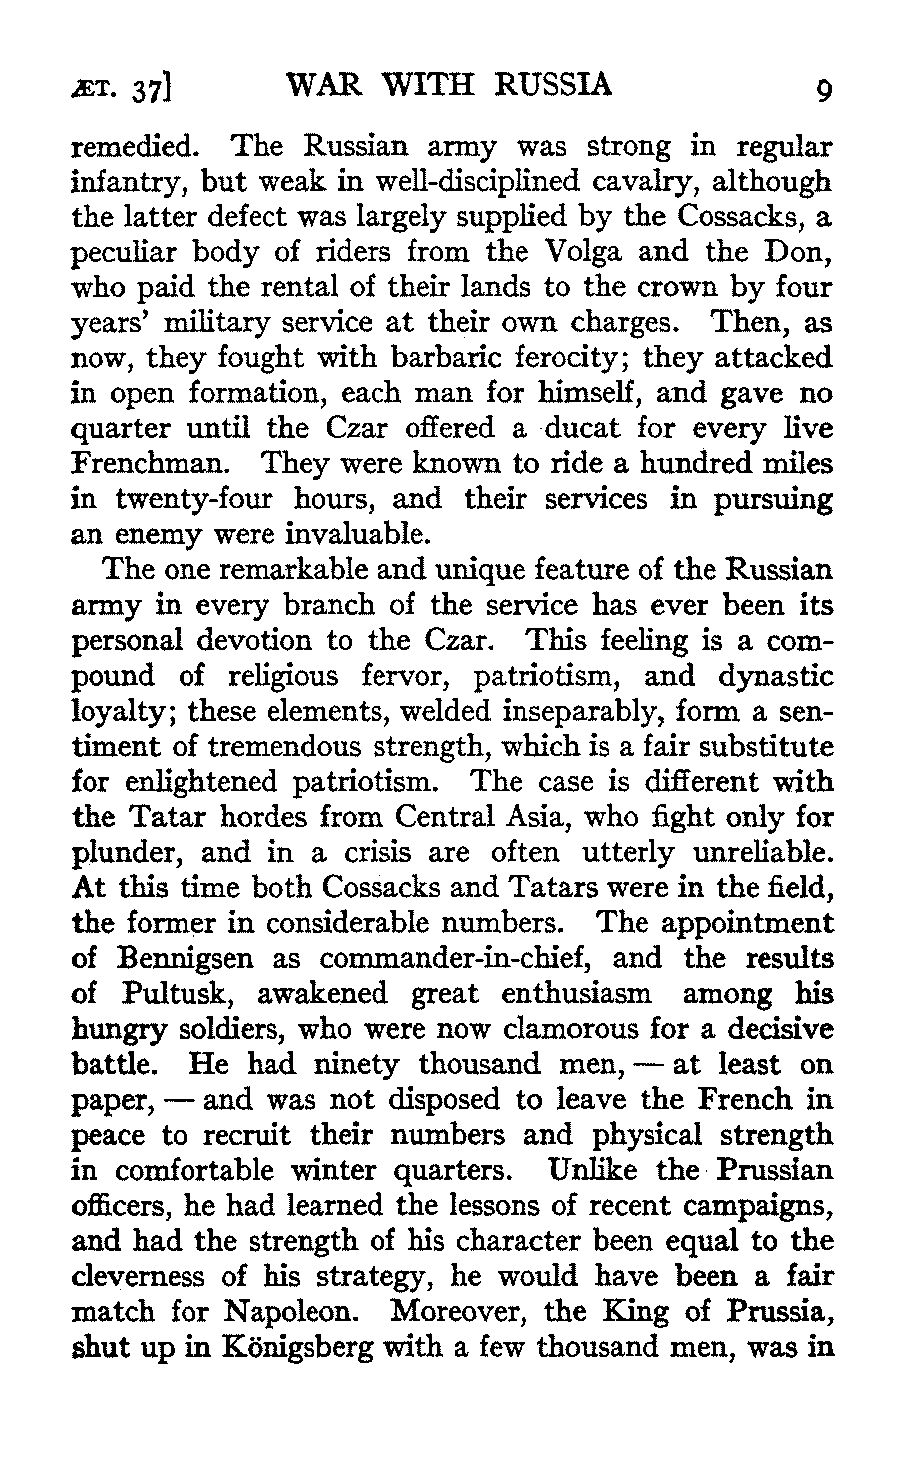 ÆT. 37] WAR WITH RUSSIA 9
remedied. The Russian army was strong in regular
infantry, but weak in well-disciplined cavalry, although
the latter defect was largely supplied by the Cossacks, a
peculiar body of riders from the Volga and the Don,
who paid the rental of their lands to the crown by four
years' military service at their own charges. Then, as
now, they fought with barbaric ferocity; they attacked
in open formation, each man for himself, and gave no
quarter until the Czar offered a ducat for every live
Frenchman. They were known to ride a hundred miles
in twenty-four hours, and their services in pursuing
an enemy were invaluable.
The one remarkable and unique feature of the Russian
army in every branch of the service has ever been its
personal devotion to the Czar. This feeling is a com-
pound of religious fervor, patriotism, and dynastic
loyalty; these elements, welded inseparably, form a sen-
timent of tremendous strength, which is a fair substitute
for enlightened patriotism. The case is different with
the Tatar hordes from Central Asia, who fight only for
plunder, and in a crisis are often utterly unreliable.
At this time both Cossacks and Tatars were in the field,
the former in considerable numbers. The appointment
of Bennigsen as commander-in-chief, and the results
of Pultusk, awakened great enthusiasm among his
hungry soldiers, who were now clamorous for a decisive
battle. He had ninety thousand men, — at least on
paper, — and was not disposed to leave the French in
peace to recruit their numbers and physical strength
in comfortable winter quarters. Unlike the Prussian
officers, he had learned the lessons of recent campaigns,
and had the strength of his character been equal to the
cleverness of his strategy, he would have been a fair
match for Napoleon. Moreover, the King of Prussia,
shut up in Königsberg with a few thousand men, was in